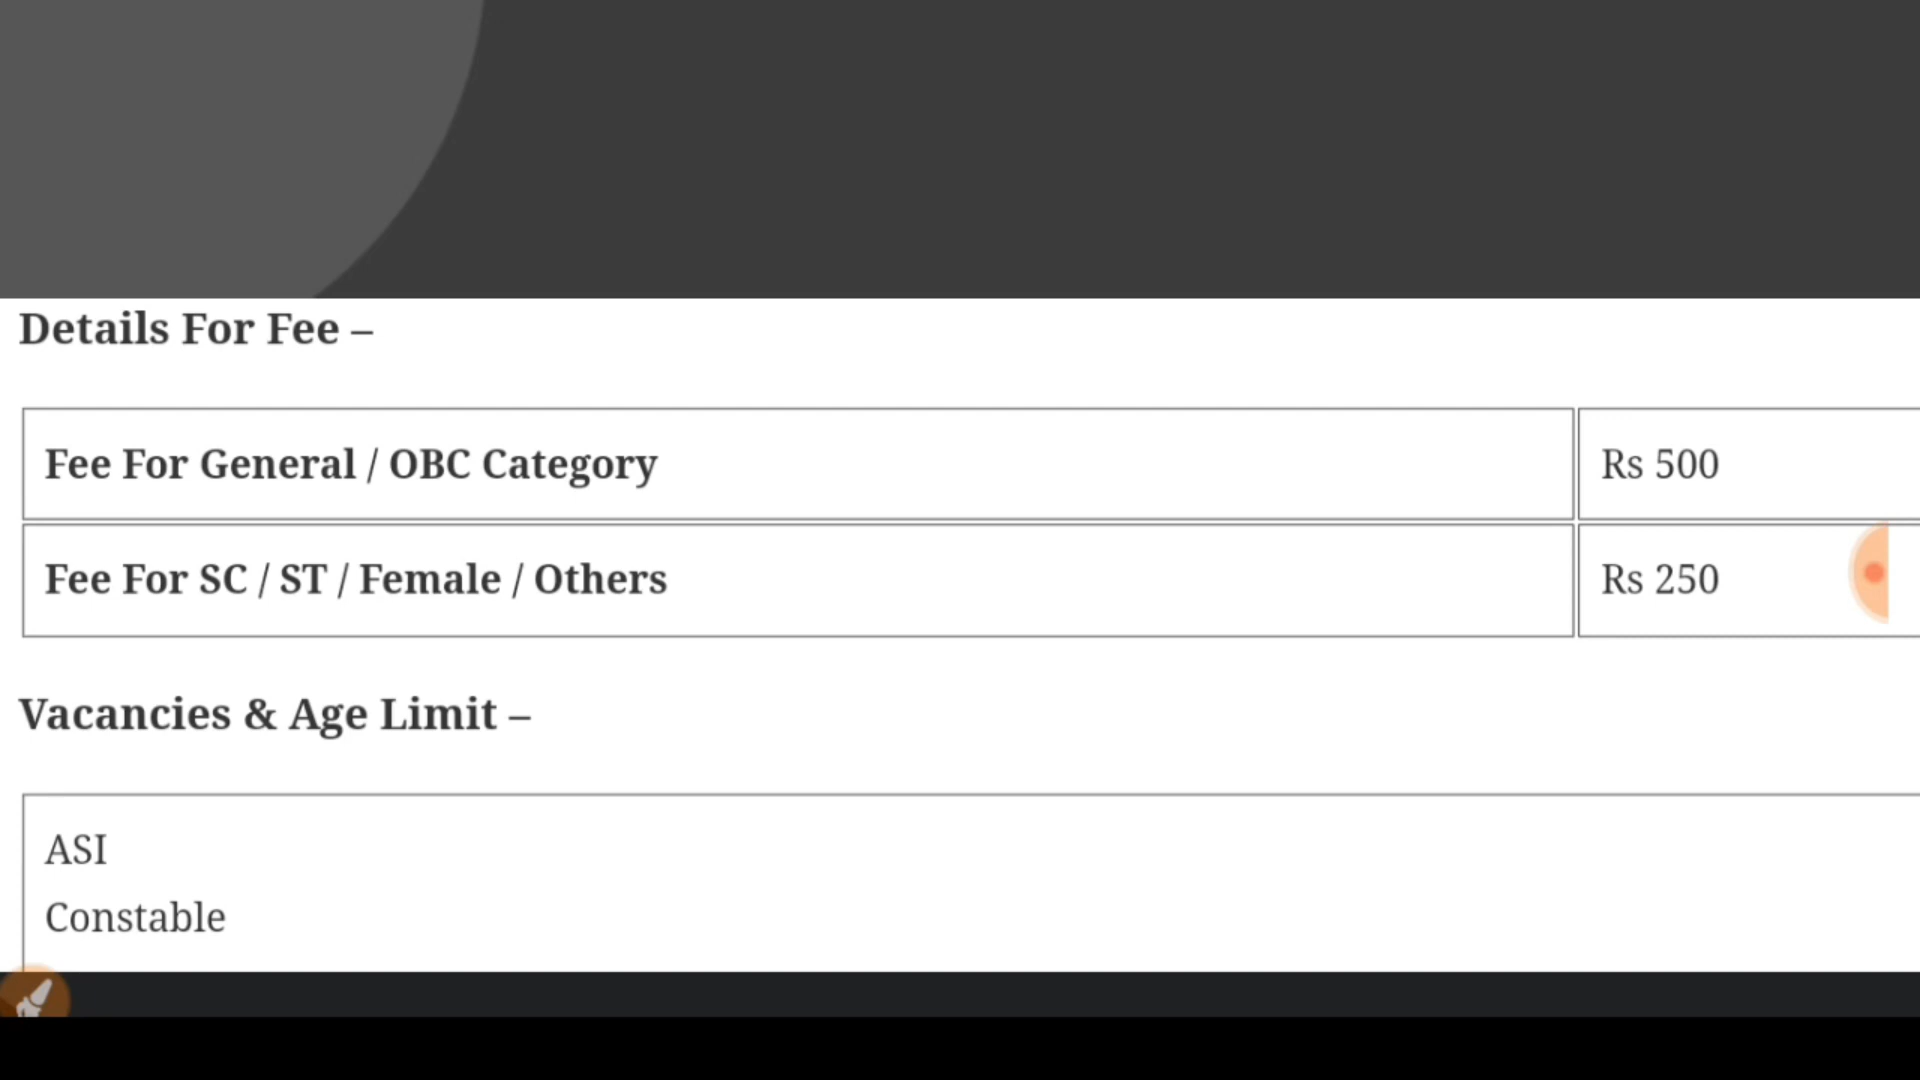 Details For Fee –
Fee For General / OBC Category Rs 500
Fee For SC / ST / Female / Others Rs 250
Vacancies & Age Limit –
ASI
Constable